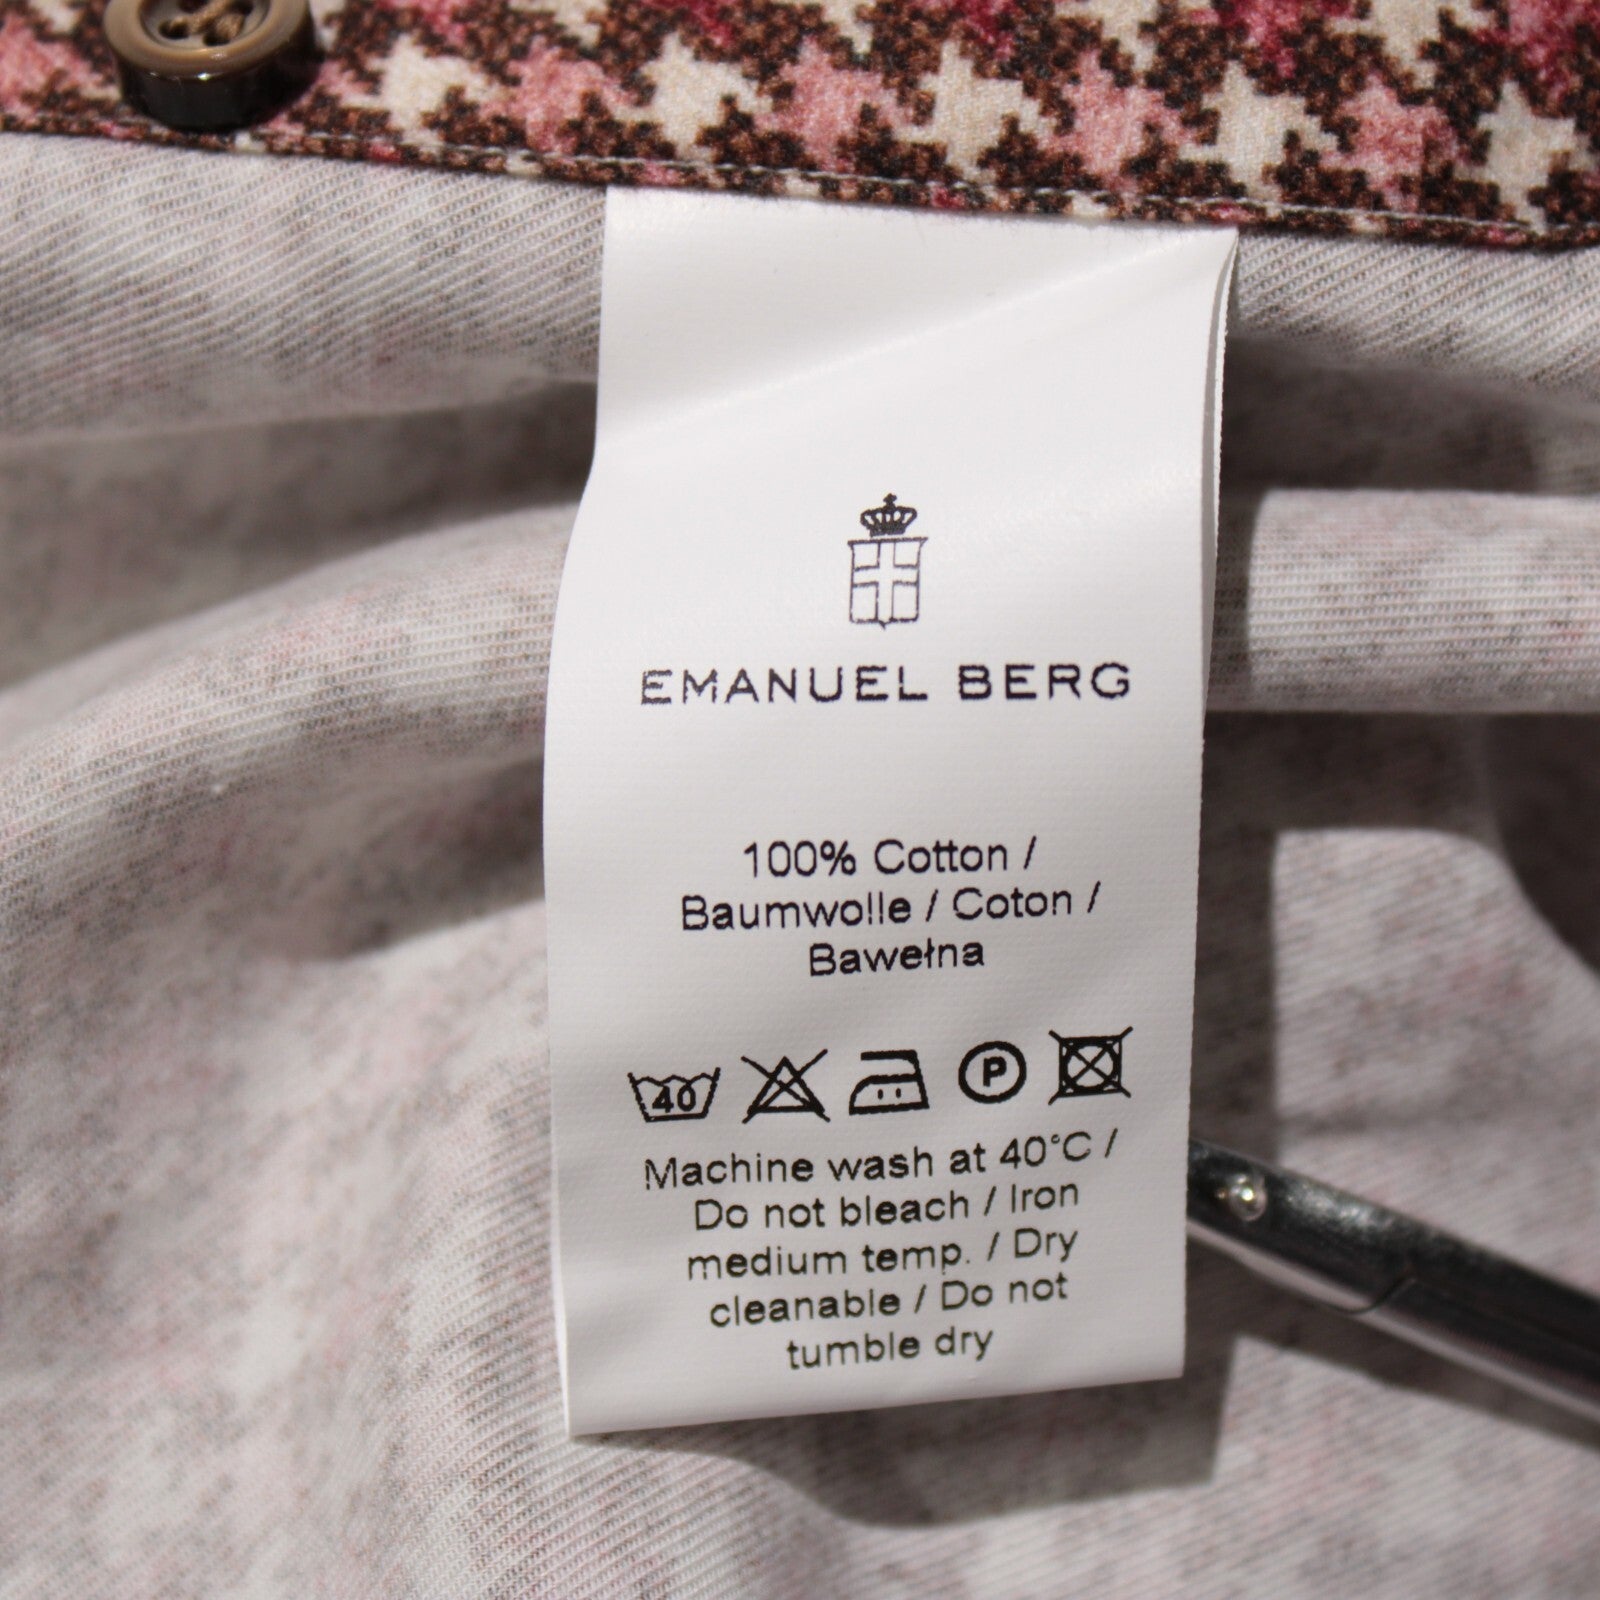 EMANUEL BERG
100% Cotton /
Baumwolle / Coton /
Bawełna
40 P
Machine wash at 40°C /
Do not bleach / Iron
medium temp. / Dry
cleanable / Do not
tumble dry